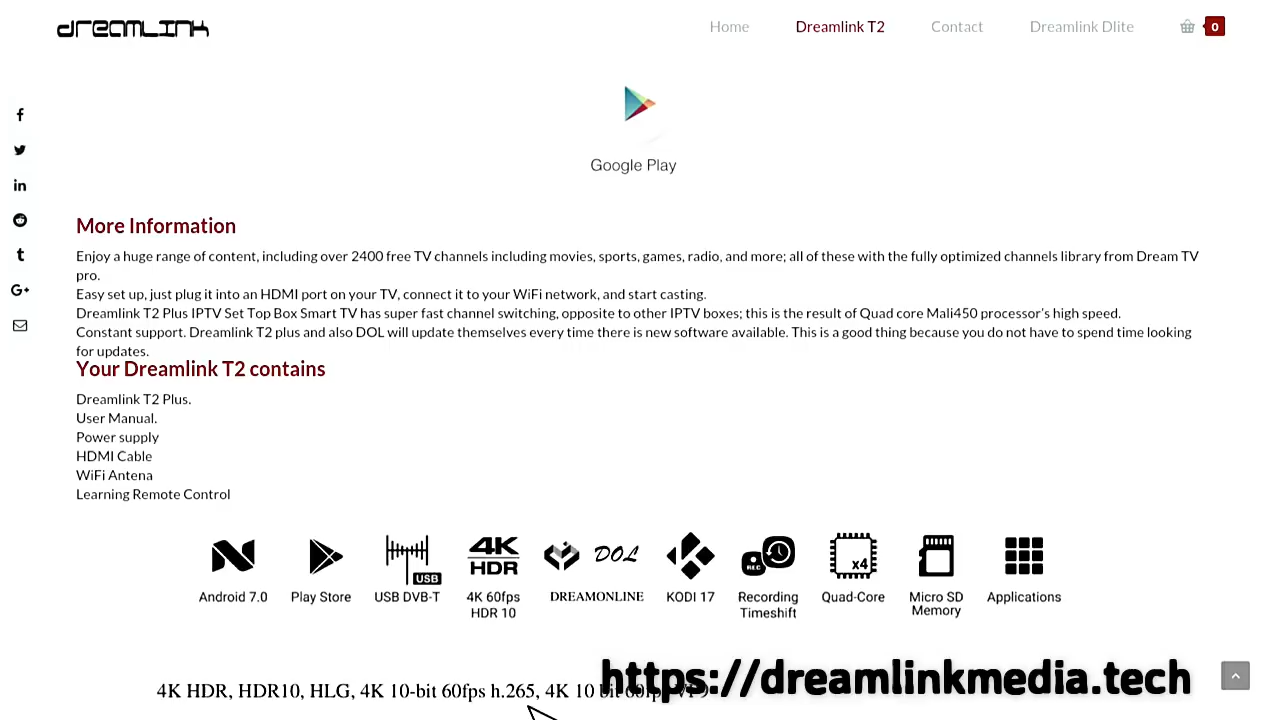 dreamlink
Home Dreamlink T2 Contact Dreamlink Dlite 0
Google Play
More Information
Enjoy a huge range of content, including over 2400 free TV channels including movies, sports, games, radio, and more; all of these with the fully optimized channels library from Dream TV
pro.
Easy set up, just plug it into an HDMI port on your TV, connect it to your WiFi network, and start casting.
Dreamlink T2 Plus IPTV Set Top Box Smart TV has super fast channel switching, opposite to other IPTV boxes; this is the result of Quad core Mali450 processor's high speed.
Constant support. Dreamlink T2 plus and also DOL will update themselves every time there is new software available. This is a good thing because you do not have to spend time looking
for updates.
Your Dreamlink T2 contains
Dreamlink T2 Plus.
User Manual.
Power supply
HDMI Cable
WiFi Antena
Learning Remote Control
4K HDR
USB
DOL
REC
x4
Android 7.0
Play Store
USB DVB-T
4K 60fps
HDR 10
DREAMONLINE
KODI 17
Recording
Timeshift
Quad-Core
Micro SD
Memory
Applications
https://dreamlinkmedia.tech
4K HDR, HDR10, HLG, 4K 10-bit 60fps h.265, 4K 10